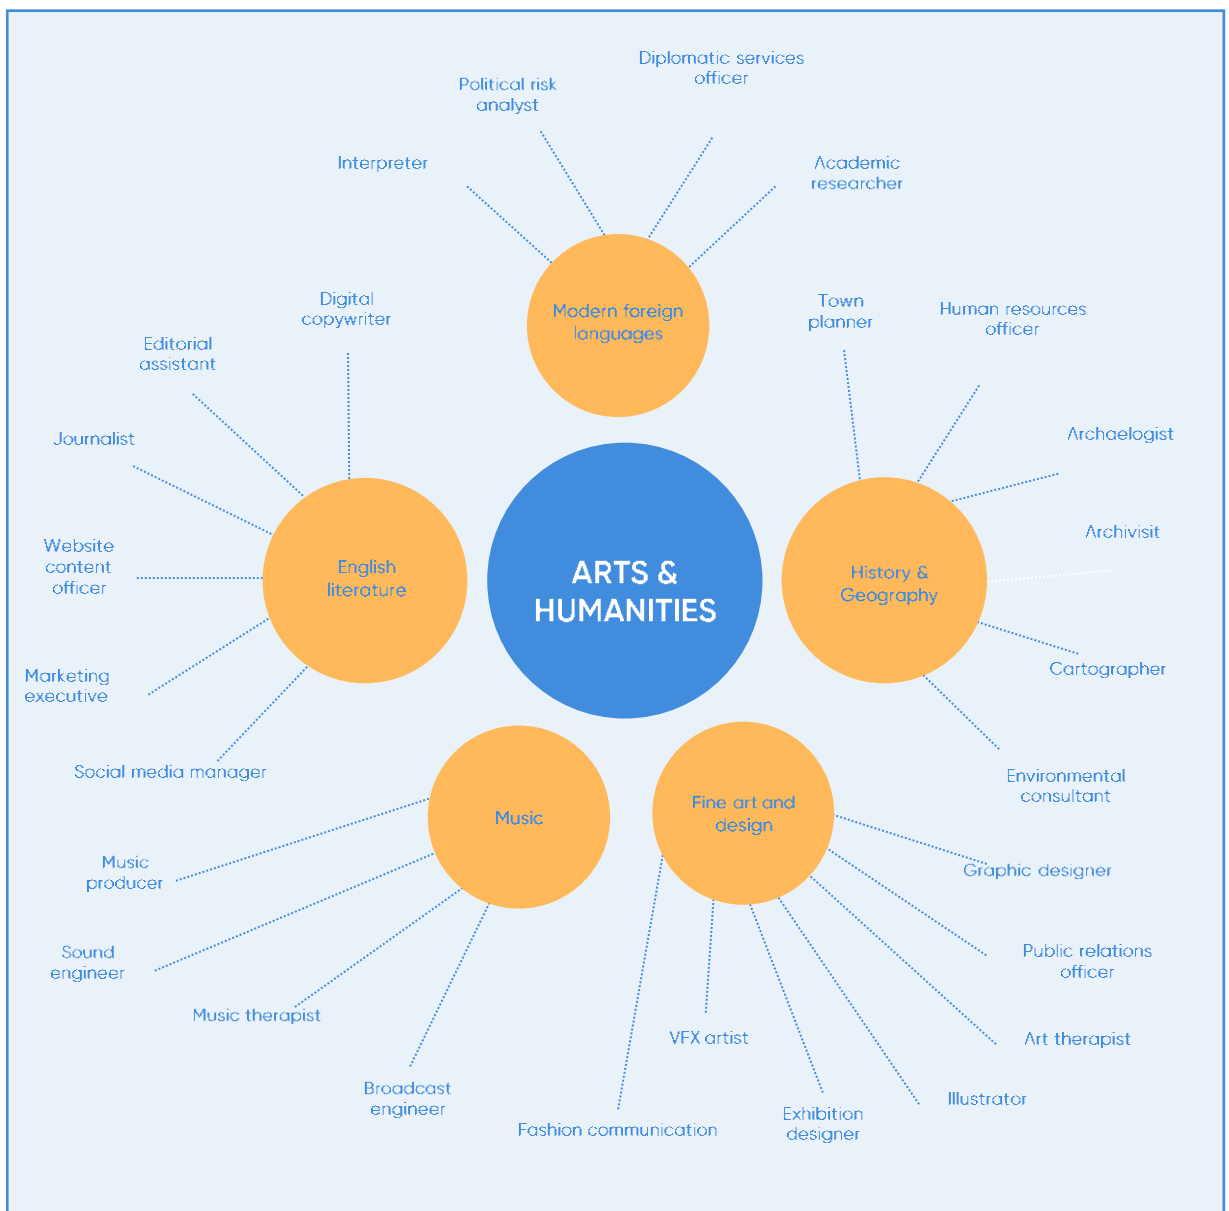 Diplomatic services
officer
Political risk
analyst
Interpreter
Academic
researcher
Modern foreign
languages
Digital
copywriter
Editorial
assistant
Journalist
Website
content
officer
Marketing
executive
Social media manager
English
literature
ARTS &
HUMANITIES
Town
planner
Human resources
officer
Archaelogist
Archivisit
Cartographer
Environmental
consultant
History &
Geography
Music
Music
producer
Sound
engineer
Music therapist
Broadcast
engineer
Fine art and
design
Graphic designer
Public relations
officer
Art therapist
Illustrator
Exhibition
designer
VFX artist
Fashion communication